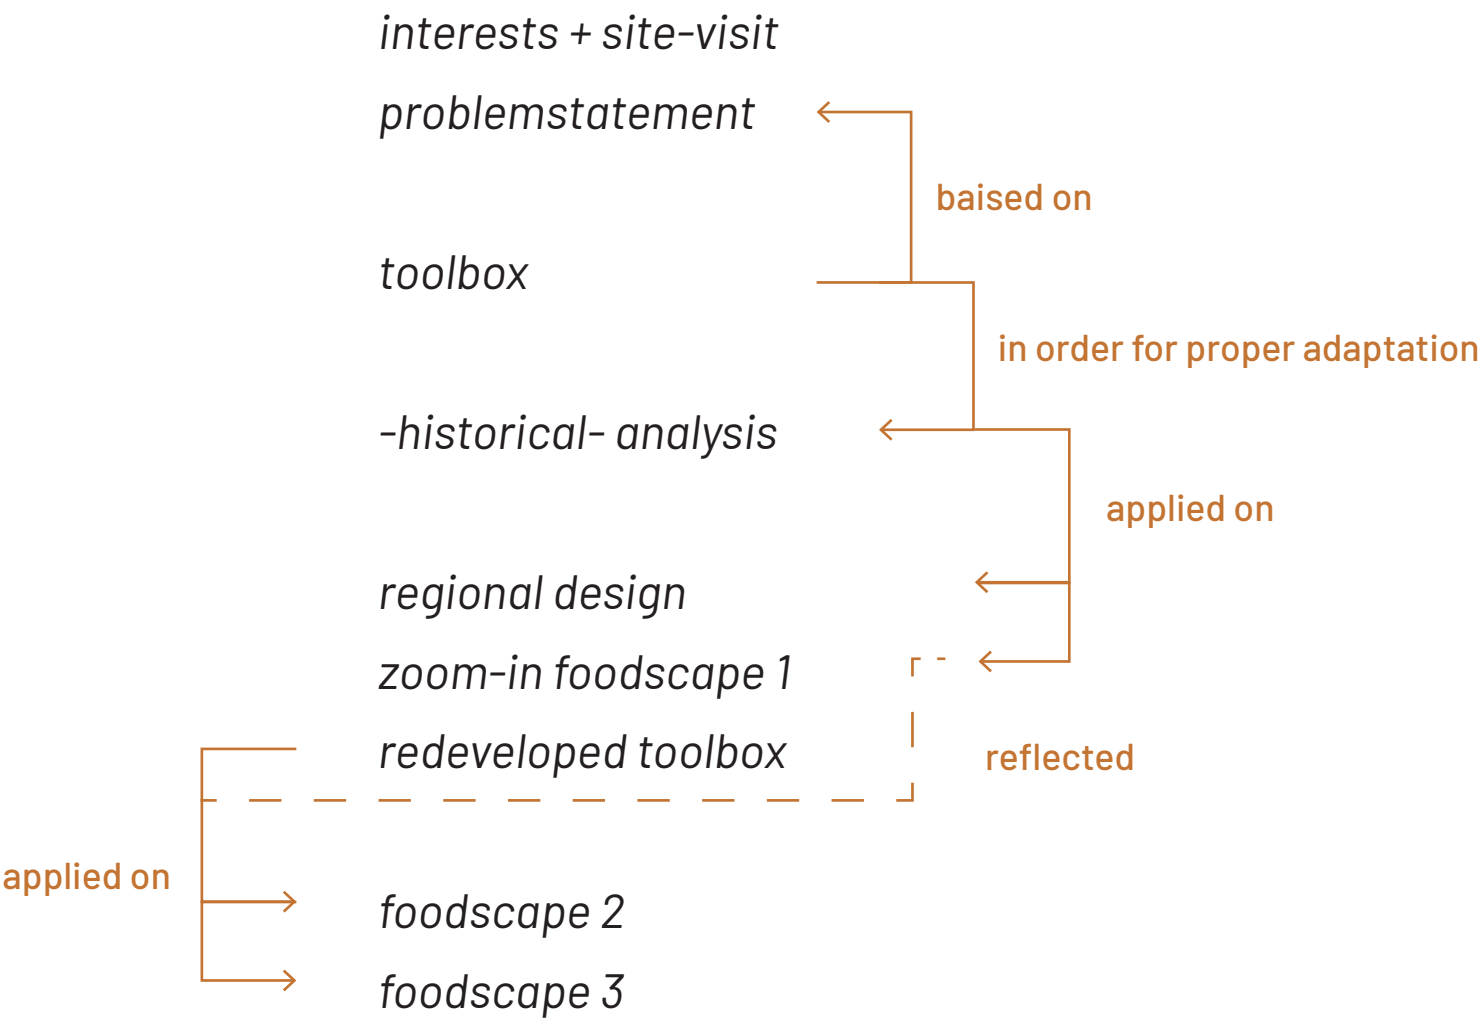 interests + site-visit
problemstatement
baised on
toolbox
in order for proper adaptation
-historical- analysis
applied on
regional design
zoom-in foodscape 1
redeveloped toolbox
reflected
applied on
foodscape 2
foodscape 3